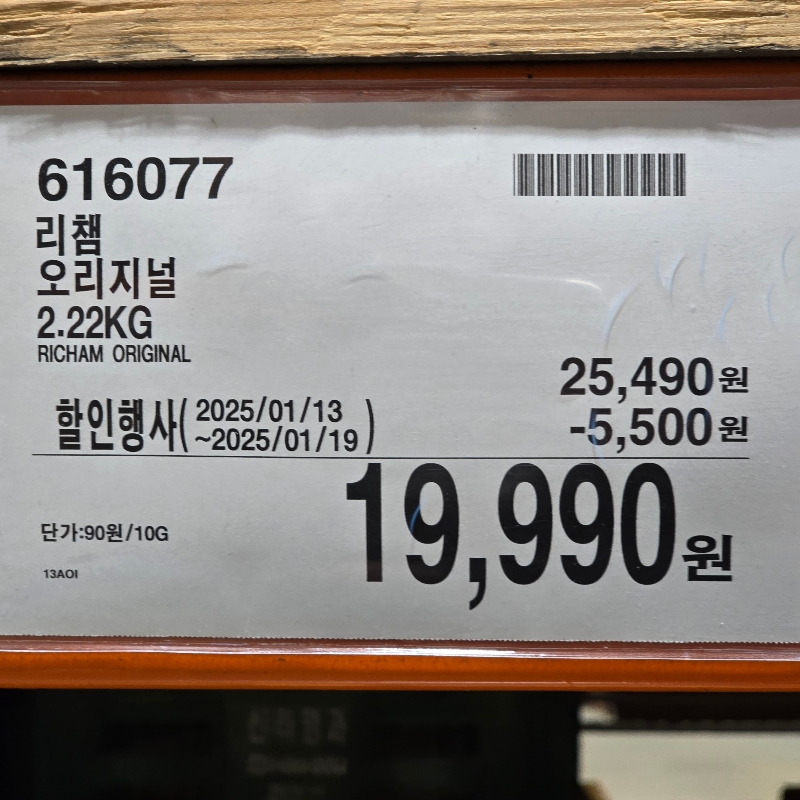 616077
리챔
오리지널
2.22KG
RICHAM ORIGINAL
25,490원
할인행사( 2025/01/13
~2025/01/19 )
-5,500원
19,990원
단가:90원/10G
13AOI